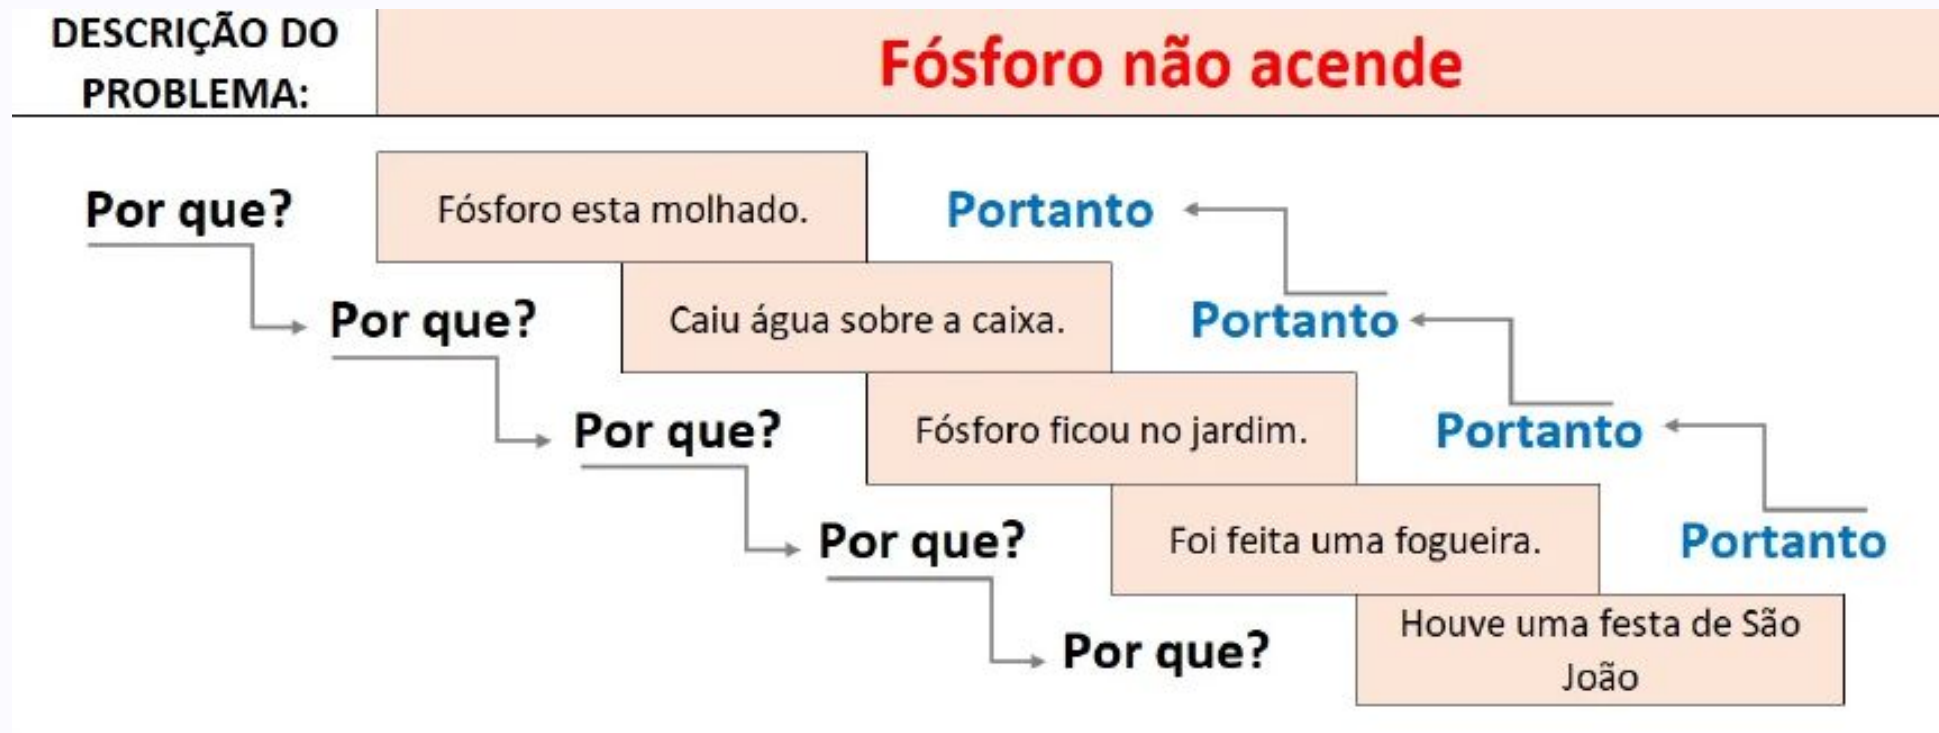 DESCRIÇÃO DO
PROBLEMA:
Fósforo não acende
Por que?
Fósforo esta molhado.
Portanto
Por que?
Caiu água sobre a caixa.
Portanto
Por que?
Fósforo ficou no jardim.
Portanto
Por que?
Foi feita uma fogueira.
Portanto
Por que?
Houve uma festa de São
João